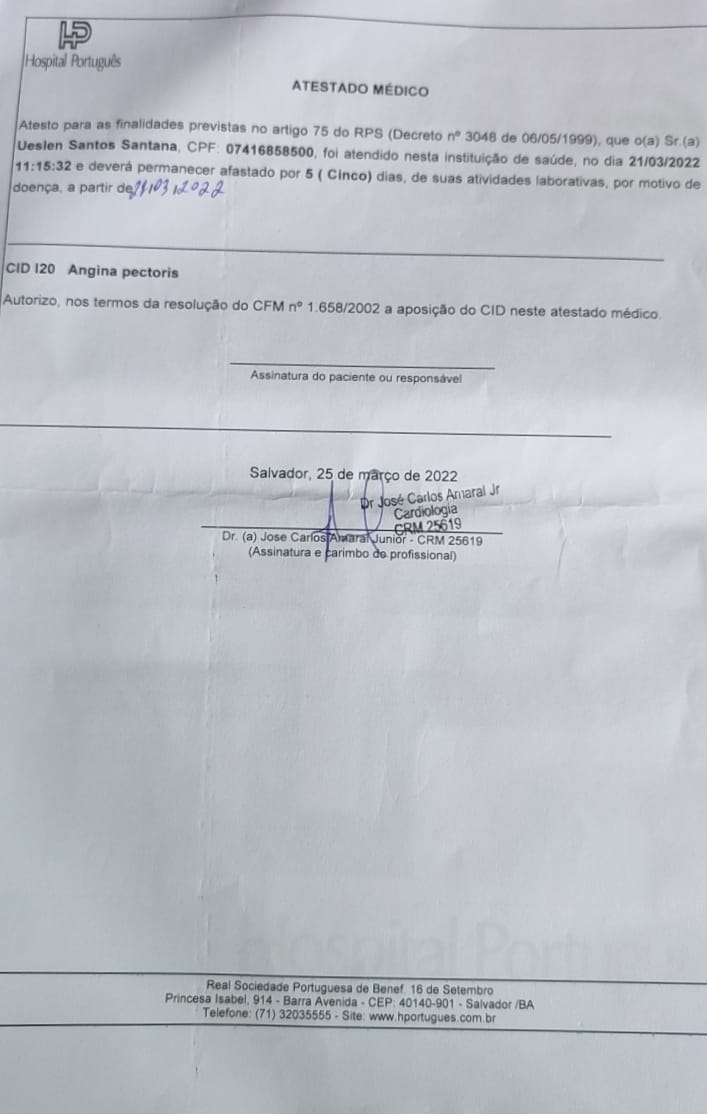 HP
Hospital Português
ATESTADO MÉDICO
Atesto para as finalidades previstas no artigo 75 do RPS (Decreto nº 3048 de 06/05/1999), que o(a) Sr.(a)
Ueslen Santos Santana, CPF: 07416858500, foi atendido nesta instituição de saúde, no dia 21/03/2022
11:15:32 e deverá permanecer afastado por 5 ( Cinco) dias, de suas atividades laborativas, por motivo de
doença, a partir de 21/03/2022
CID I20 Angina pectoris
Autorizo, nos termos da resolução do CFM nº 1.658/2002 a aposição do CID neste atestado médico.
Assinatura do paciente ou responsável
Salvador, 25 de março de 2022
Dr José Carlos Amaral Jr
Cardiologia
CRM 25619
Dr. (a) Jose Carlos Amaral Junior - CRM 25619
(Assinatura e carimbo do profissional)
Hospital Portu
Real Sociedade Portuguesa de Benef. 16 de Setembro
Princesa Isabel, 914 - Barra Avenida - CEP: 40140-901 - Salvador /BA
Telefone: (71) 32035555 - Site: www.hportugues.com.br